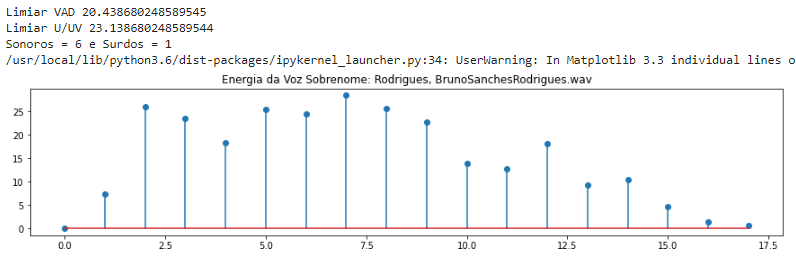 Limiar VAD 20.438680248589545
Limiar U/UV 23.138680248589544
Sonoros = 6 e Surdos = 1
/usr/local/lib/python3.6/dist-packages/ipykernel_launcher.py:34: UserWarning: In Matplotlib 3.3 individual lines o
Energia da Voz Sobrenome: Rodrigues, BrunoSanchesRodrigues.wav
25
20
15
10
5
0
0.0 2.5 5.0 7.5 10.0 12.5 15.0 17.5